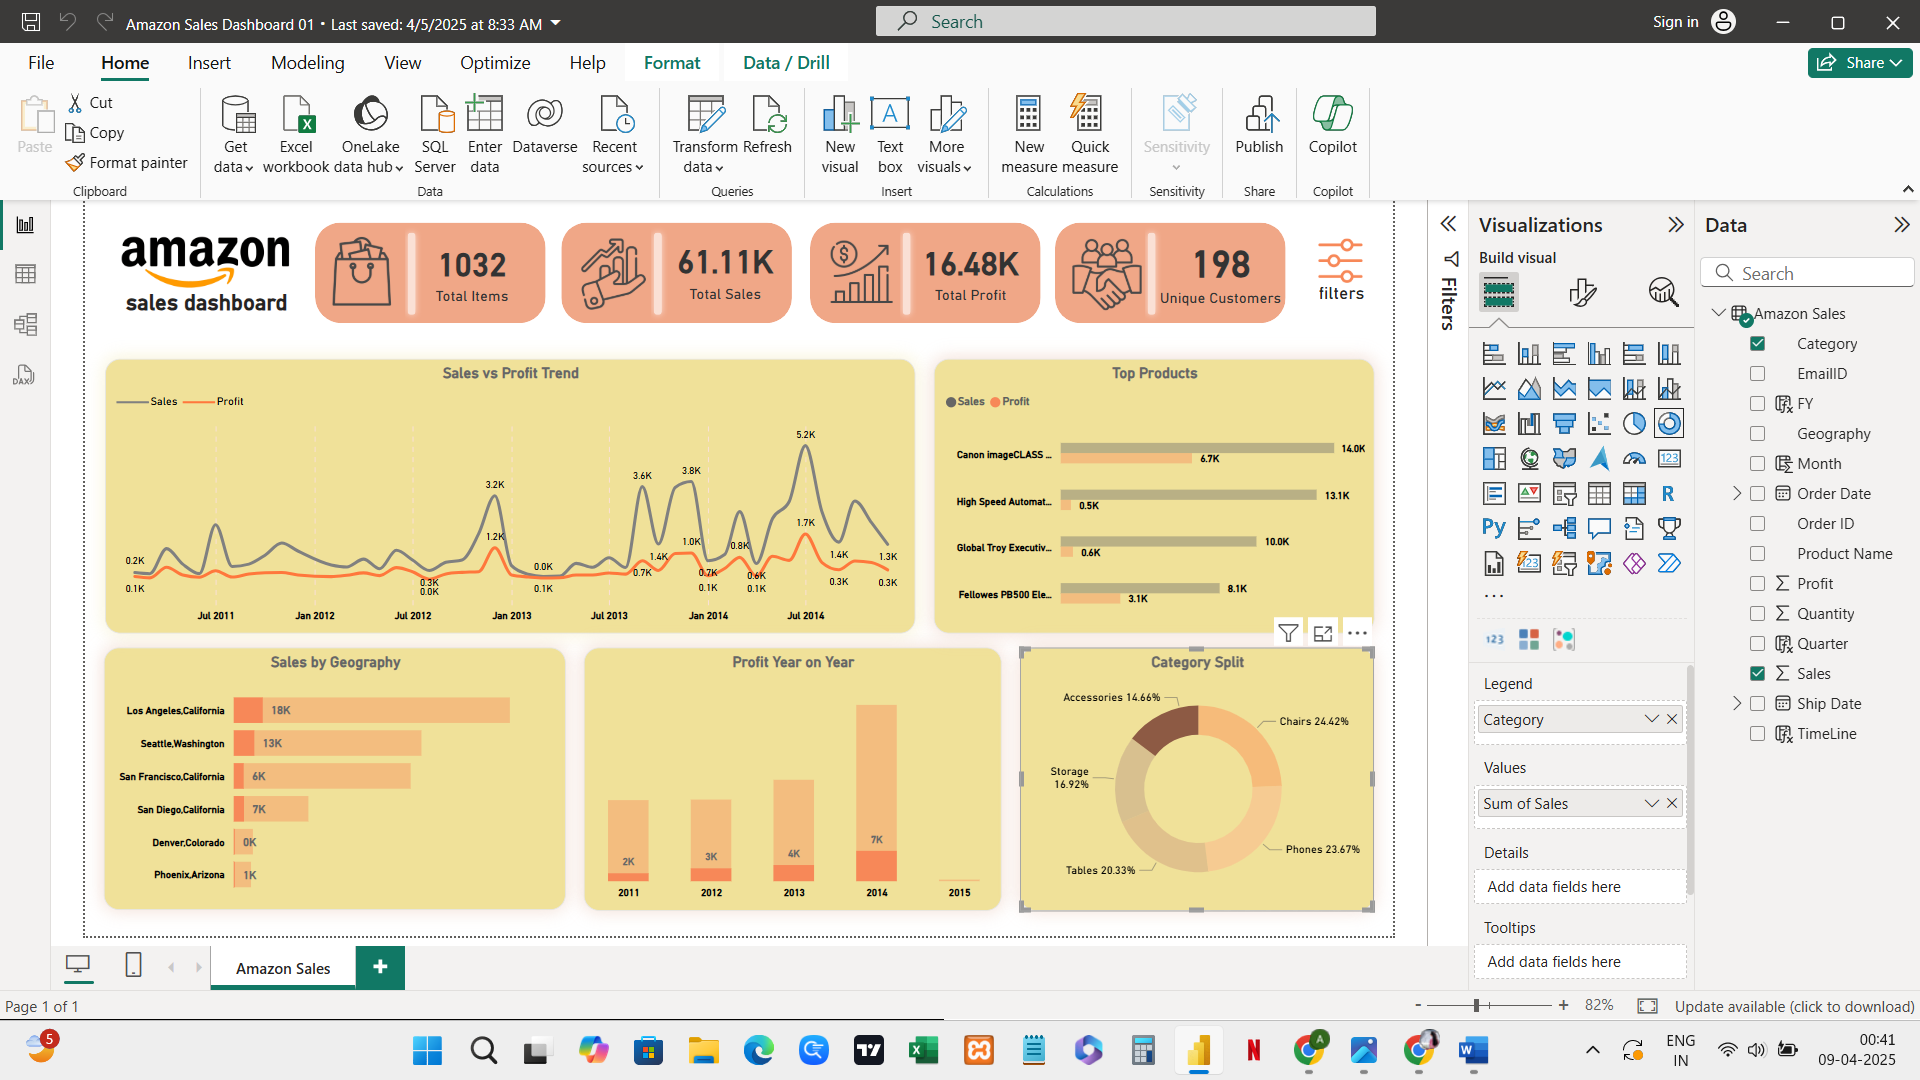 Amazon Sales Dashboard 01 • Last saved: 4/5/2025 at 8:33 AM
Search
Sign in
File Home Insert Modeling View Optimize Help Format Data / Drill
Share
Paste
Cut
Copy
Format painter
Clipboard
Get data
Excel workbook
OneLake data hub
SQL Server
Enter data
Dataverse
Recent sources
Data
Transform data
Refresh
Queries
New visual
Text box
More visuals
Insert
New measure
Quick measure
Calculations
Sensitivity
Sensitivity
Publish
Share
Copilot
Copilot
amazon
sales dashboard
1032
Total Items
61.11K
Total Sales
16.48K
Total Profit
198
Unique Customers
filters
Sales vs Profit Trend
Sales Profit
5.2K
3.8K
3.6K
3.2K
1.7K
1.2K
1.0K
0.8K
0.2K
0.0K
1.4K
1.4K
1.3K
0.7K
0.7K
0.6K
0.3K
0.3K
0.3K
0.1K
0.0K
0.1K
0.1K
0.1K
Jul 2011 Jan 2012 Jul 2012 Jan 2013 Jul 2013 Jan 2014 Jul 2014
Top Products
Sales Profit
Canon imageCLASS ... 14.0K
6.7K
High Speed Automat... 13.1K
0.5K
Global Troy Executiv... 10.0K
0.6K
Fellowes PB500 Ele... 8.1K
3.1K
Sales by Geography
Los Angeles,California 18K
Seattle,Washington 13K
San Francisco,California 6K
San Diego,California 7K
Denver,Colorado 0K
Phoenix,Arizona 1K
Profit Year on Year
2K 3K 4K 7K
2011 2012 2013 2014 2015
Category Split
Accessories 14.66%
Chairs 24.42%
Storage
16.92%
Phones 23.67%
Tables 20.33%
Filters
Visualizations
Build visual
123
R
Py
123
123
Legend
Category
Values
Sum of Sales
Details
Add data fields here
Tooltips
Add data fields here
Data
Search
Amazon Sales
Category
EmailID
FY
Geography
Month
Order Date
Order ID
Product Name
Profit
Quantity
Quarter
Sales
Ship Date
TimeLine
DAX
Amazon Sales
+
Page 1 of 1
- + 82%
Update available (click to download)
5
ENG
IN
00:41
09-04-2025